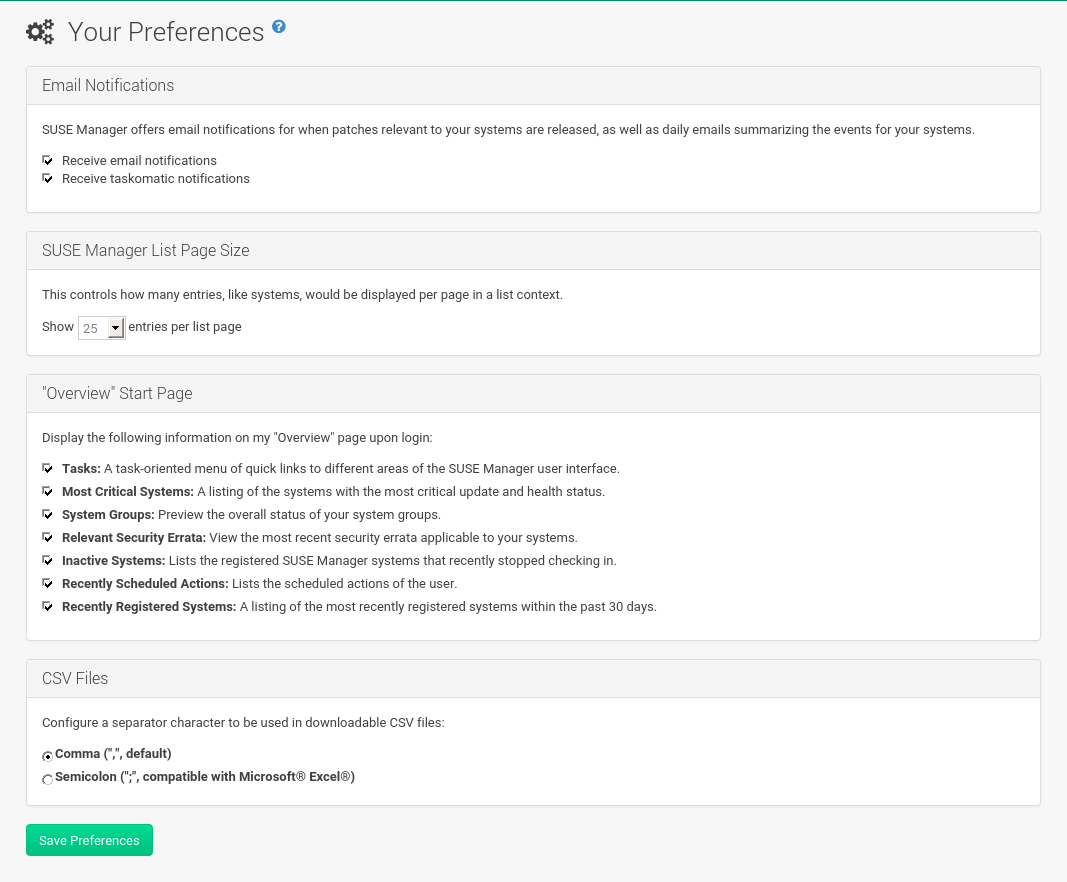 Your Preferences ?
Email Notifications
SUSE Manager offers email notifications for when patches relevant to your systems are released, as well as daily emails summarizing the events for your systems.
Receive email notifications
Receive taskomatic notifications
SUSE Manager List Page Size
This controls how many entries, like systems, would be displayed per page in a list context.
Show 25 entries per list page
"Overview" Start Page
Display the following information on my "Overview" page upon login:
Tasks: A task-oriented menu of quick links to different areas of the SUSE Manager user interface.
Most Critical Systems: A listing of the systems with the most critical update and health status.
System Groups: Preview the overall status of your system groups.
Relevant Security Errata: View the most recent security errata applicable to your systems.
Inactive Systems: Lists the registered SUSE Manager systems that recently stopped checking in.
Recently Scheduled Actions: Lists the scheduled actions of the user.
Recently Registered Systems: A listing of the most recently registered systems within the past 30 days.
CSV Files
Configure a separator character to be used in downloadable CSV files:
Comma (",", default)
Semicolon (";", compatible with Microsoft® Excel®)
Save Preferences